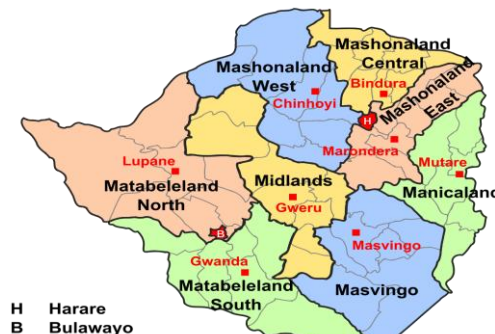 Mashonaland
Central
Bindura
Mashonaland
West
Chinhoyi
Mashonaland
East
H
Marondera
Mutare
Manicaland
Lupane
Matabeleland
North
Midlands
Gweru
B
Masvingo
Gwanda
Matabeleland
South
Masvingo
H Harare
B Bulawayo